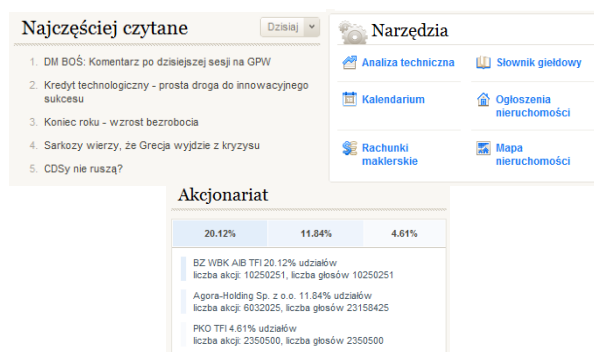 Najczęściej czytane
Dzisiaj
1. DM BOŚ: Komentarz po dzisiejszej sesji na GPW
2. Kredyt technologiczny - prosta droga do innowacyjnego
sukcesu
3. Koniec roku - wzrost bezrobocia
4. Sarkozy wierzy, że Grecja wyjdzie z kryzysu
5. CDSy nie ruszą?
Narzędzia
Analiza techniczna
Słownik giełdowy
Kalendarium
Ogłoszenia
nieruchomości
Rachunki
maklerskie
Mapa
nieruchomości
Akcjonariat
20.12% 11.84% 4.61%
BZ WBK AIB TFI 20.12% udziałów
liczba akcji: 10250251, liczba głosów 10250251
Agora-Holding Sp. z o.o. 11.84% udziałów
liczba akcji: 6032025, liczba głosów 23158425
PKO TFI 4.61% udziałów
liczba akcji: 2350500, liczba głosów 2350500